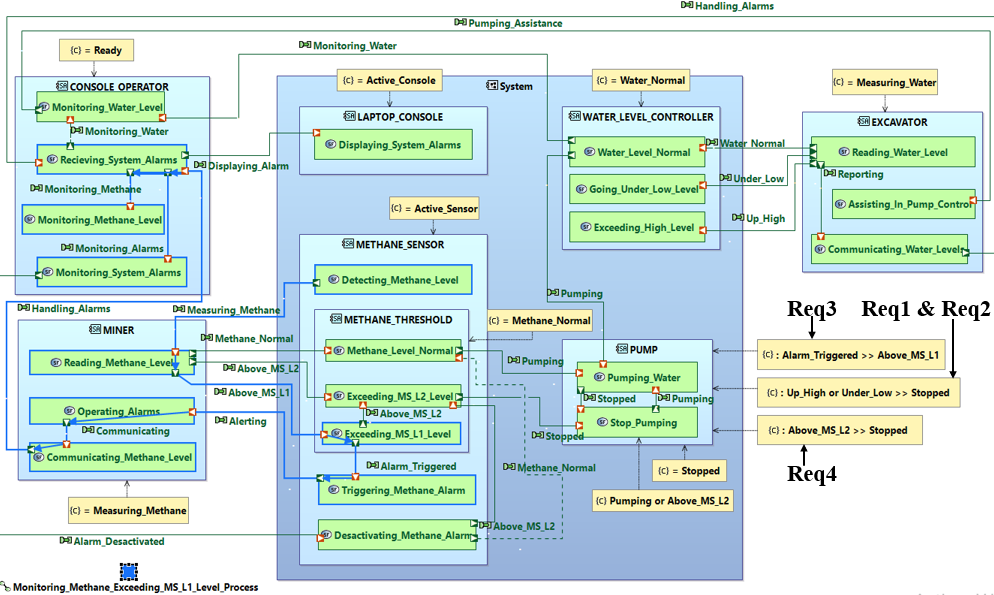 Handling_Alarms
Pumping_Assistance
Monitoring_Water
{c} = Ready
{c} = Active_Console
System
{c} = Water_Normal
{c} = Measuring_Water
CONSOLE_OPERATOR
Monitoring_Water_Level
Monitoring_Water
Recieving_System_Alarms
Displaying_Alarm
Monitoring_Methane
Monitoring_Methane_Level
Monitoring_Alarms
Monitoring_System_Alarms
LAPTOP_CONSOLE
Displaying_System_Alarms
WATER_LEVEL_CONTROLLER
Water_Level_Normal
Going_Under_Low_Level
Exceeding_High_Level
Water_Normal
Under_Low
Up_High
EXCAVATOR
Reading_Water_Level
Reporting
Assisting_In_Pump_Control
Communicating_Water_Levels
{c} = Active_Sensor
METHANE_SENSOR
Detecting_Methane_Level
Pumping
Handling_Alarms
Measuring_Methane
MINER
Methane_Normal
Reading_Methane_Level
Above_MS_L2
Above_MS_L1
Operating_Alarms
Alerting
Communicating
Communicating_Methane_Level
{c} = Measuring_Methane
METHANE_THRESHOLD
{c} = Methane_Normal
Methane_Level_Normal
Pumping
Exceeding_MS_L2_Level
Above_MS_L2
Exceeding_MS_L1_Level
Stopped
Alarm_Triggered
Methane_Normal
Triggering_Methane_Alarm
Above_MS_L2
Desactivating_Methane_Alarm
PUMP
Pumping_Water
Stopped
Pumping
Stop_Pumping
{c} = Stopped
{c} Pumping or Above_MS_L2
Req3
Req1 & Req2
{c} : Alarm_Triggered >> Above_MS_L1
{c} : Up_High or Under_Low >> Stopped
{c} : Above_MS_L2 >> Stopped
Req4
Alarm_Desactivated
Monitoring_Methane_Exceeding_MS_L1_Level_Process